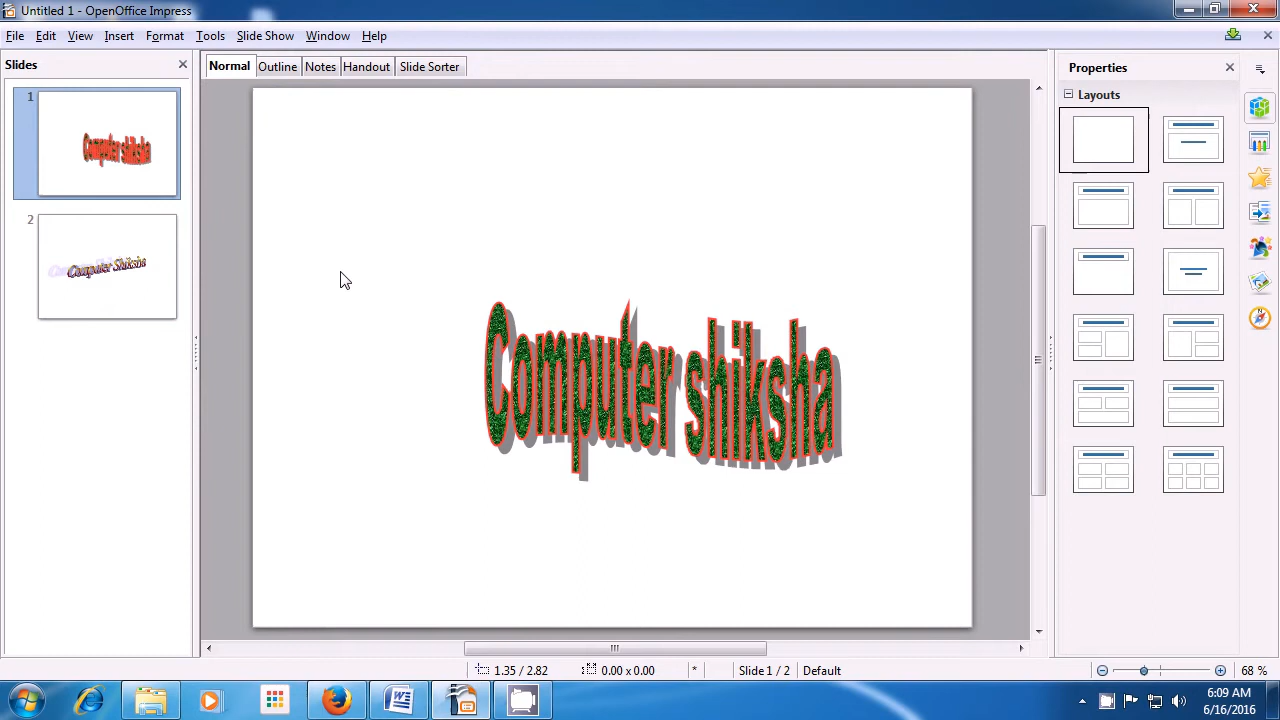 Untitled 1 - OpenOffice Impress
File Edit View Insert Format Tools Slide Show Window Help
Slides
Normal Outline Notes Handout Slide Sorter
Properties
Layouts
1
Computer shiksha
2
Computer Shiksha
Computer shiksha
1.35 / 2.82 0.00 x 0.00 * Slide 1 / 2 Default 68 %
6:09 AM
6/16/2016